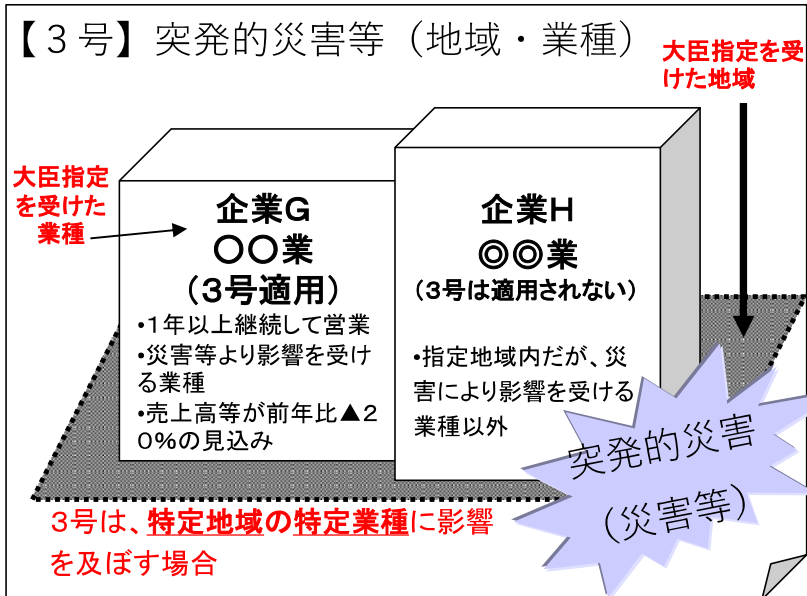 【３号】突発的災害等（地域・業種）
大臣指定を受
けた地域
大臣指定
を受けた
業種
企業G
○○業
（３号適用）
•１年以上継続して営業
•災害等より影響を受け
る業種
•売上高等が前年比▲２
０%の見込み
企業H
◎◎業
（３号は適用されない）
•指定地域内だが、災
害により影響を受ける
業種以外
突発的災害
（災害等）
３号は、特定地域の特定業種に影響
を及ぼす場合